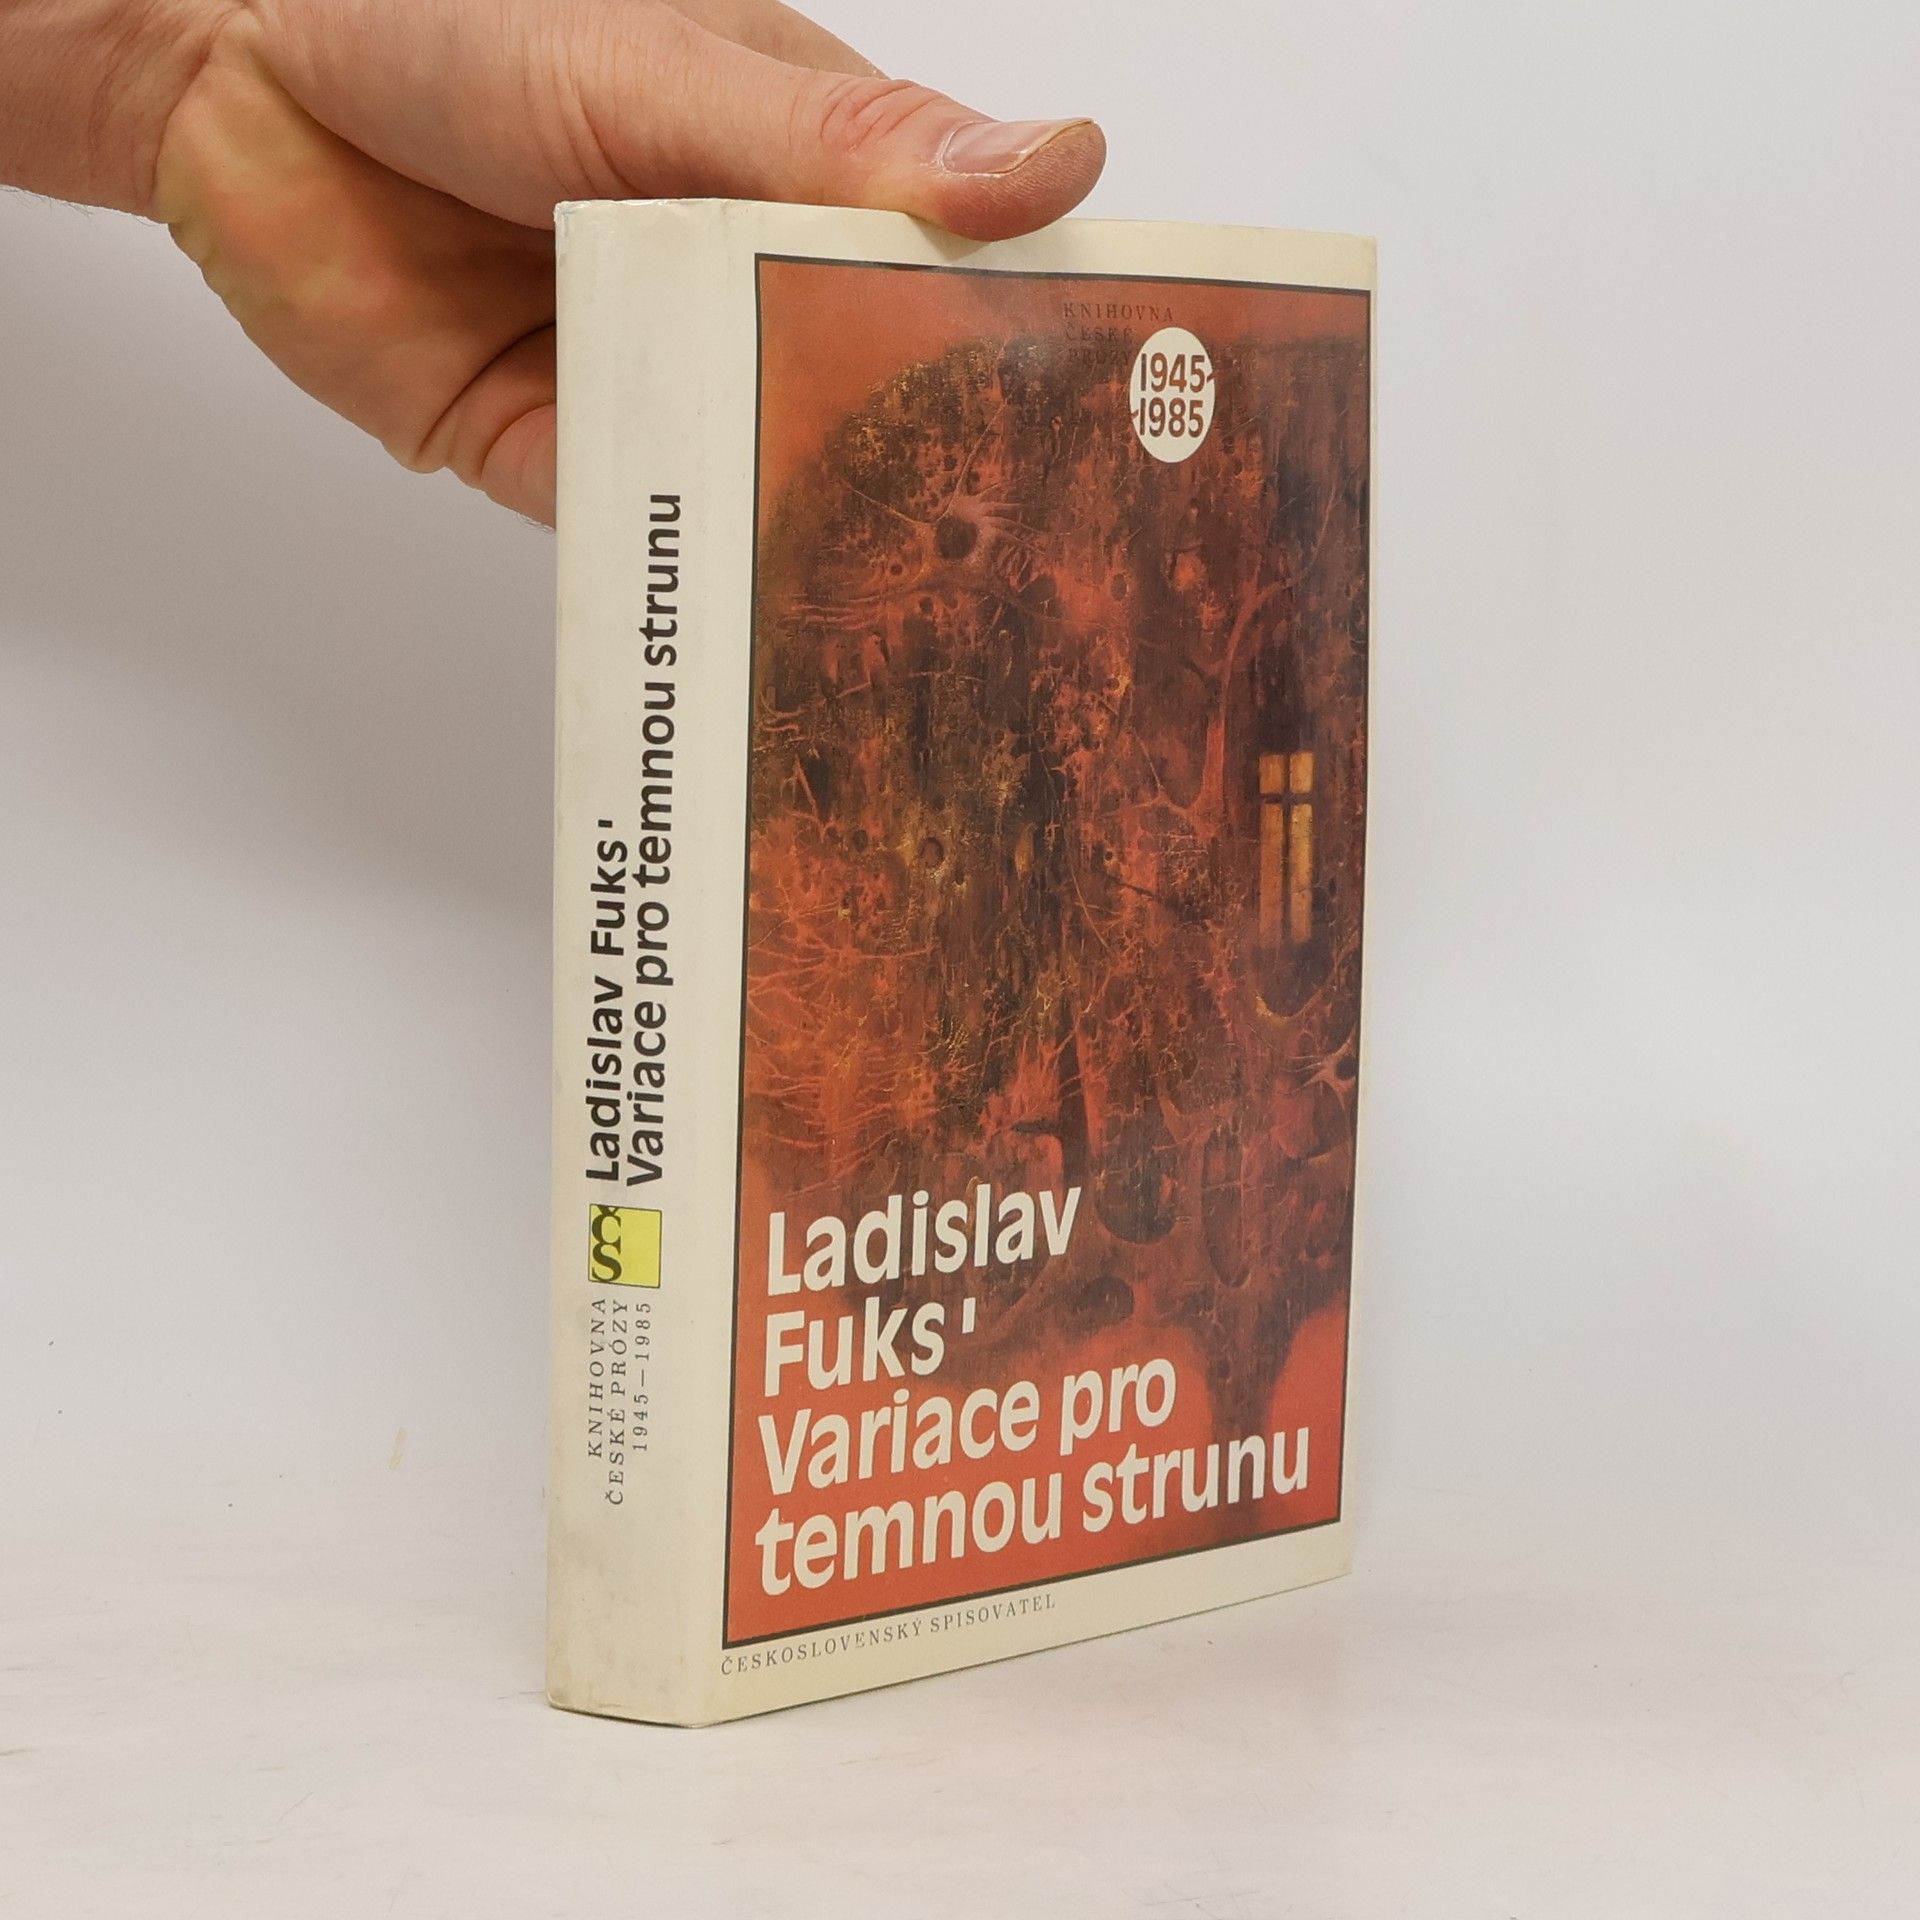 Ladislav Fuks'
Variace pro temnou strunu
ČS
KNIHOVNA
ČESKÉ PRÓZY
1945—1985
KNIHOVNA
ČESKÉ
PRÓZY
1945-
-1985
Ladislav
Fuks'
Variace pro
temnou strunu
ČESKOSLOVENSKÝ SPISOVATEL